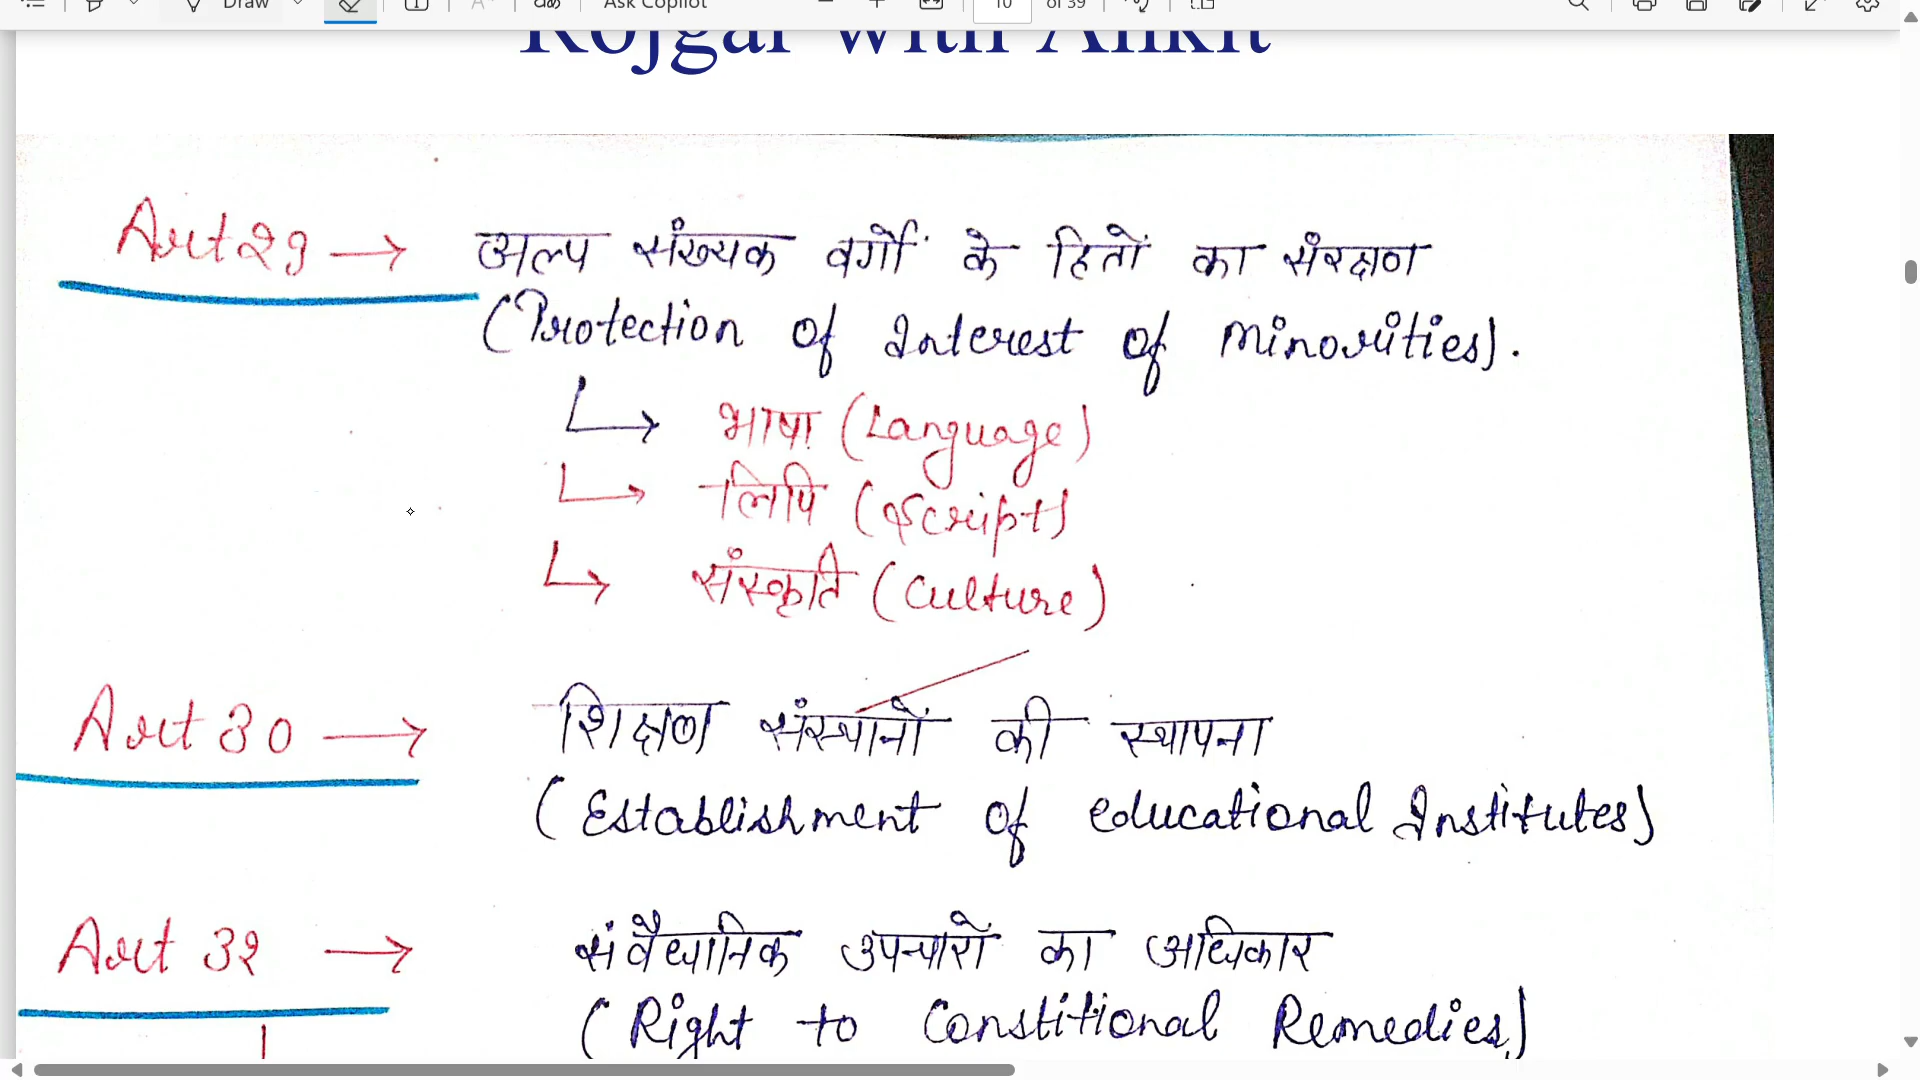 Draw
Ask Copilot
10 of 39
Rojgar with Ankit
Art 29 → अल्प संख्यक वर्गों के हितों का संरक्षण
(Protection of Interest of Minorities).
भाषा (Language)
लिपि (Script)
संस्कृति (Culture)
Art 30 → शिक्षण संस्थानों की स्थापना
(Establishment of educational Institutes)
Art 32 → संवैधानिक उपचारों का अधिकार
(Right to Constitional Remedies)